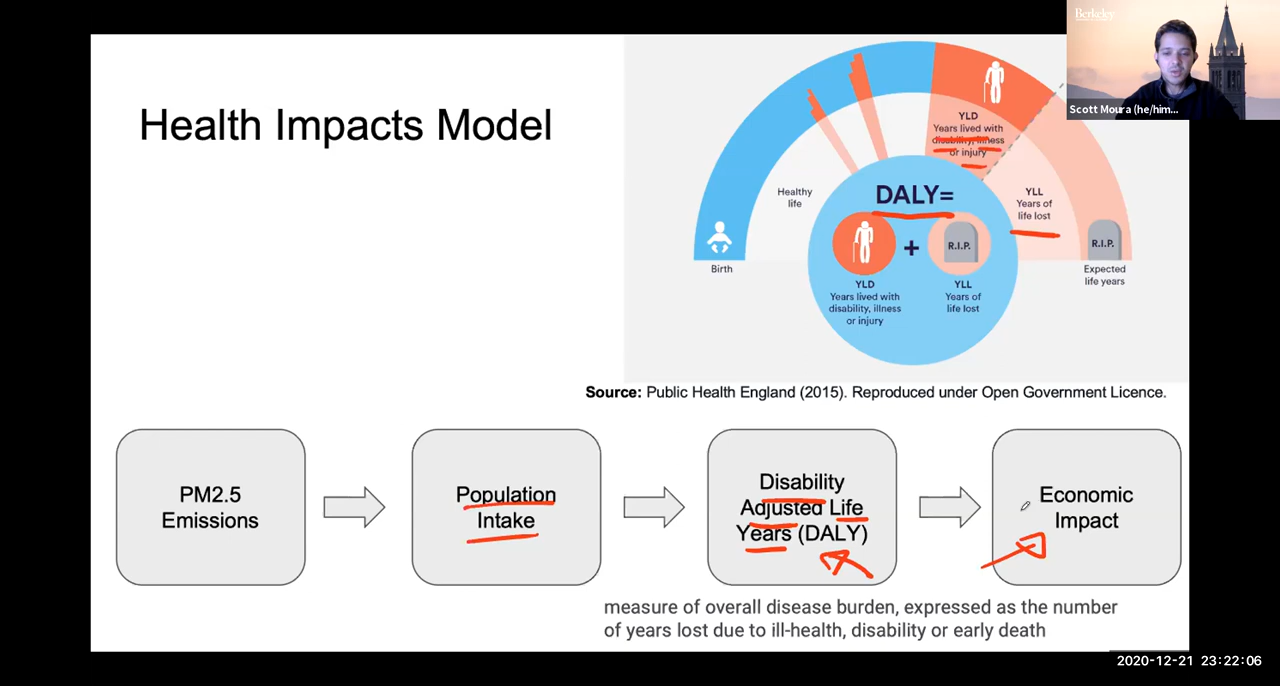 Berkeley
Scott Moura (he/him...
Health Impacts Model
YLD
Years lived with
disability, illness
or injury
Healthy
life
DALY=
YLL
Years of
life lost
+
R.I.P.
R.I.P.
Birth
Expected
life years
YLD
Years lived with
disability, illness
or injury
YLL
Years of
life lost
Source: Public Health England (2015). Reproduced under Open Government Licence.
PM2.5
Emissions
Population
Intake
Disability
Adjusted Life
Years (DALY)
Economic
Impact
measure of overall disease burden, expressed as the number
of years lost due to ill-health, disability or early death
2020-12-21 23:22:06